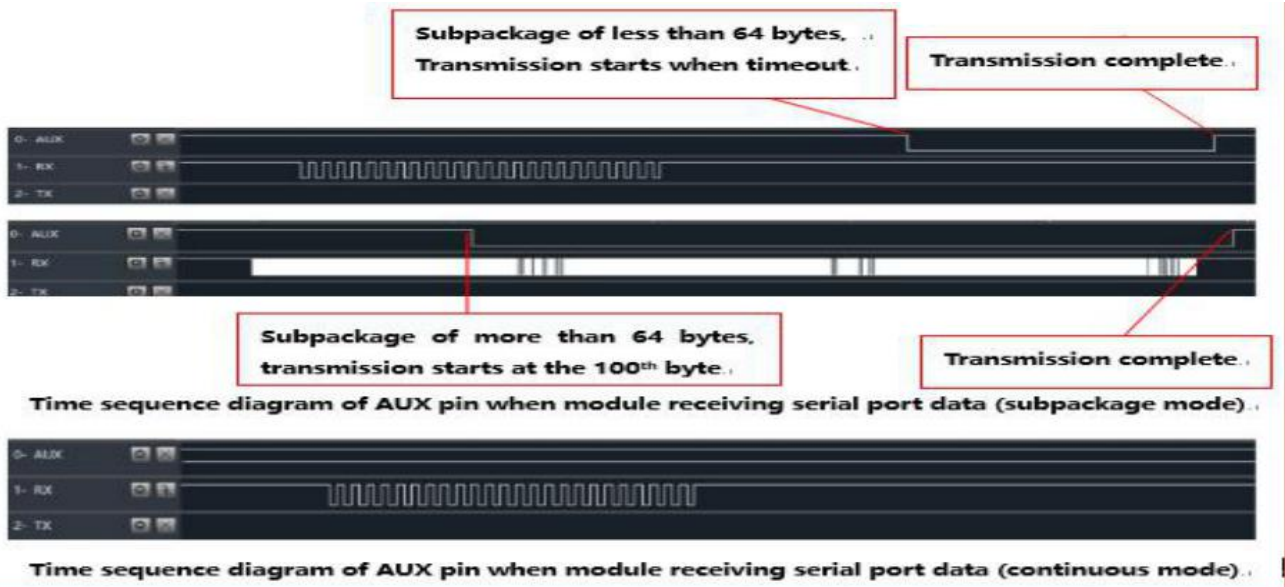 Subpackage of less than 64 bytes, ..
Transmission starts when timeout..
Transmission complete..
0- AUX
1- RX
2- TX
0- AUX
1- RX
2- TX
Subpackage of more than 64 bytes,
transmission starts at the 100th byte..
Transmission complete..
Time sequence diagram of AUX pin when module receiving serial port data (subpackage mode)..
0- AUX
1- RX
2- TX
Time sequence diagram of AUX pin when module receiving serial port data (continuous mode)..